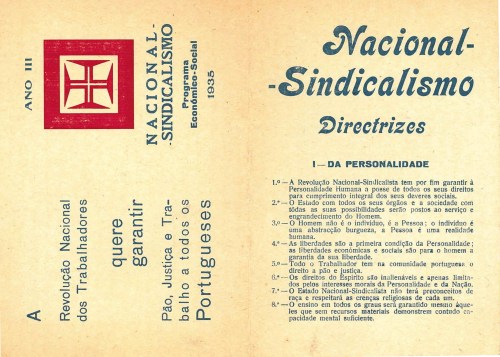 ANO III
NACIONAL-
-SINDICALISMO
Programa
Económico-Social
1935
A
Revolução Nacional
dos Trabalhadores
quere
garantir
Pão, Justiça e Tra-
balho a todos os
Portugueses
Nacional-
-Sindicalismo
Directrizes
I — DA PERSONALIDADE
1.º — A Revolução Nacional-Sindicalista tem por fim garantir à
Personalidade Humana a posse de todos os seus direitos
para cumprimento integral dos seus deveres sociais.
2.º — O Estado com todos os seus órgãos e a sociedade com
tôdas as suas possibilidades serão postos ao serviço e
engrandecimento do Homem.
3.º — O Homem não é o indivíduo, é a Pessoa; o indivíduo é
uma abstracção burguesa, a Pessoa é uma realidade
humana.
4.º — As liberdades são a primeira condição da Personalidade;
as liberdades económicas e sociais são para o homem a
garantia da sua liberdade.
5.º — Todo o Trabalhador tem na comunidade portuguesa o
direito a pão e justiça.
6.º — Os direitos do Espírito são inalienáveis e apenas limita-
dos pelos interesses morais da Personalidade e da Nação.
7.º — O Estado Nacional-Sindicalista não terá preconceitos de
raça e respeitará as crenças religiosas de cada um.
8.º — O ensino em todos os graus será garantido mesmo àque-
les que sem recursos materiais demonstrem contudo ca-
pacidade mental suficiente.